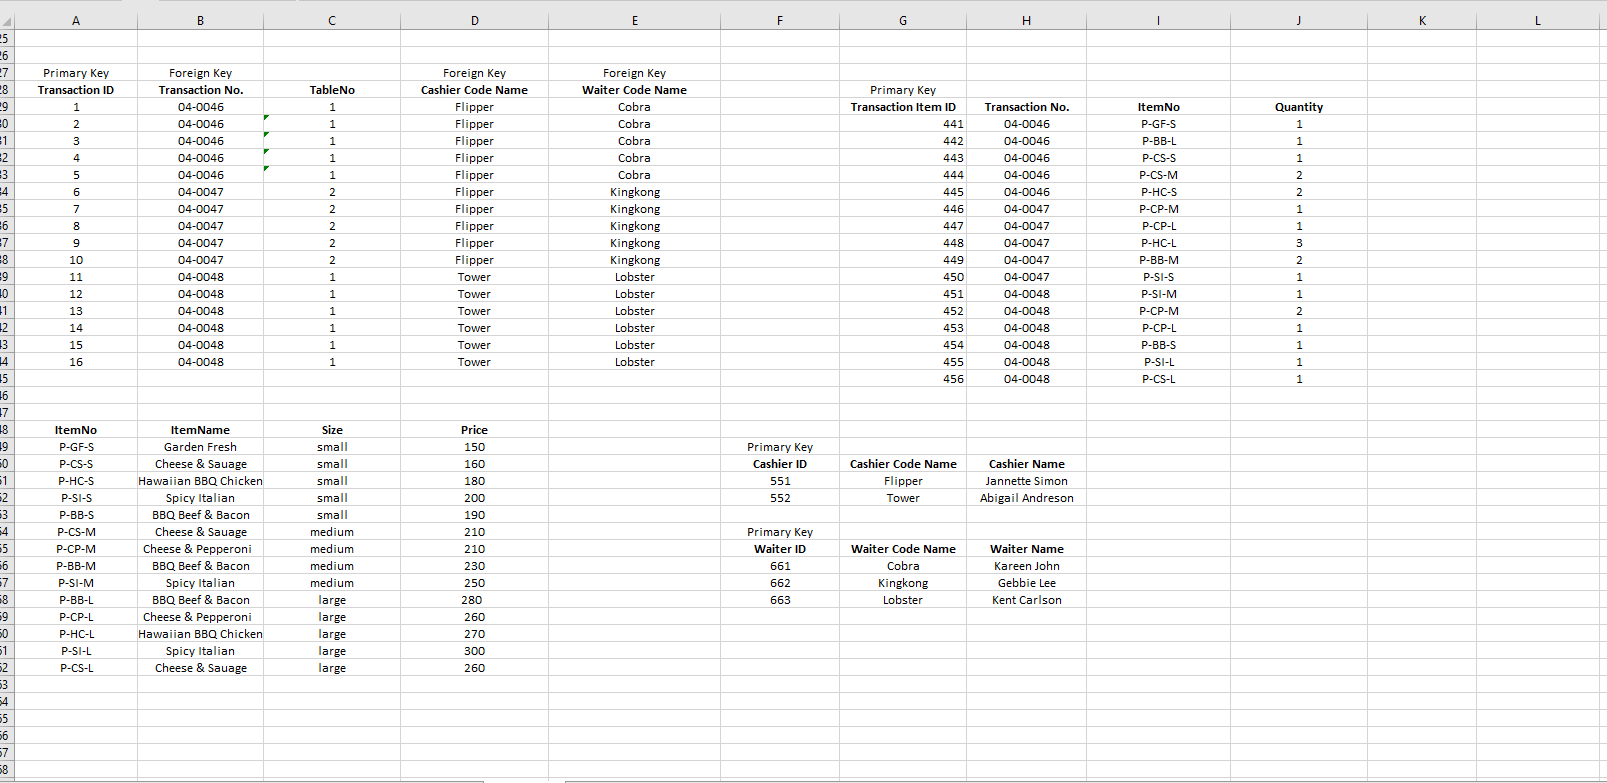 A B C D E F G H I J K L
25
26
27 Primary Key Foreign Key Foreign Key Foreign Key
28 Transaction ID Transaction No. TableNo Cashier Code Name Waiter Code Name Primary Key
29 1 04-0046 1 Flipper Cobra Transaction Item ID Transaction No. ItemNo Quantity
30 2 04-0046 1 Flipper Cobra 441 04-0046 P-GF-S 1
31 3 04-0046 1 Flipper Cobra 442 04-0046 P-BB-L 1
32 4 04-0046 1 Flipper Cobra 443 04-0046 P-CS-S 1
33 5 04-0046 1 Flipper Cobra 444 04-0046 P-CS-M 2
34 6 04-0047 2 Flipper Kingkong 445 04-0046 P-HC-S 2
35 7 04-0047 2 Flipper Kingkong 446 04-0047 P-CP-M 1
36 8 04-0047 2 Flipper Kingkong 447 04-0047 P-CP-L 1
37 9 04-0047 2 Flipper Kingkong 448 04-0047 P-HC-L 3
38 10 04-0047 2 Flipper Kingkong 449 04-0047 P-BB-M 2
39 11 04-0048 1 Tower Lobster 450 04-0047 P-SI-S 1
40 12 04-0048 1 Tower Lobster 451 04-0048 P-SI-M 1
41 13 04-0048 1 Tower Lobster 452 04-0048 P-CP-M 2
42 14 04-0048 1 Tower Lobster 453 04-0048 P-CP-L 1
43 15 04-0048 1 Tower Lobster 454 04-0048 P-BB-S 1
44 16 04-0048 1 Tower Lobster 455 04-0048 P-SI-L 1
45 456 04-0048 P-CS-L 1
46
47
48 ItemNo ItemName Size Price
49 P-GF-S Garden Fresh small 150 Primary Key
50 P-CS-S Cheese & Sauage small 160 Cashier ID Cashier Code Name Cashier Name
51 P-HC-S Hawaiian BBQ Chicken small 180 551 Flipper Jannette Simon
52 P-SI-S Spicy Italian small 200 552 Tower Abigail Andreson
53 P-BB-S BBQ Beef & Bacon small 190
54 P-CS-M Cheese & Sauage medium 210 Primary Key
55 P-CP-M Cheese & Pepperoni medium 210 Waiter ID Waiter Code Name Waiter Name
56 P-BB-M BBQ Beef & Bacon medium 230 661 Cobra Kareen John
57 P-SI-M Spicy Italian medium 250 662 Kingkong Gebbie Lee
58 P-BB-L BBQ Beef & Bacon large 280 663 Lobster Kent Carlson
59 P-CP-L Cheese & Pepperoni large 260
60 P-HC-L Hawaiian BBQ Chicken large 270
61 P-SI-L Spicy Italian large 300
62 P-CS-L Cheese & Sauage large 260
63
64
65
66
67
68